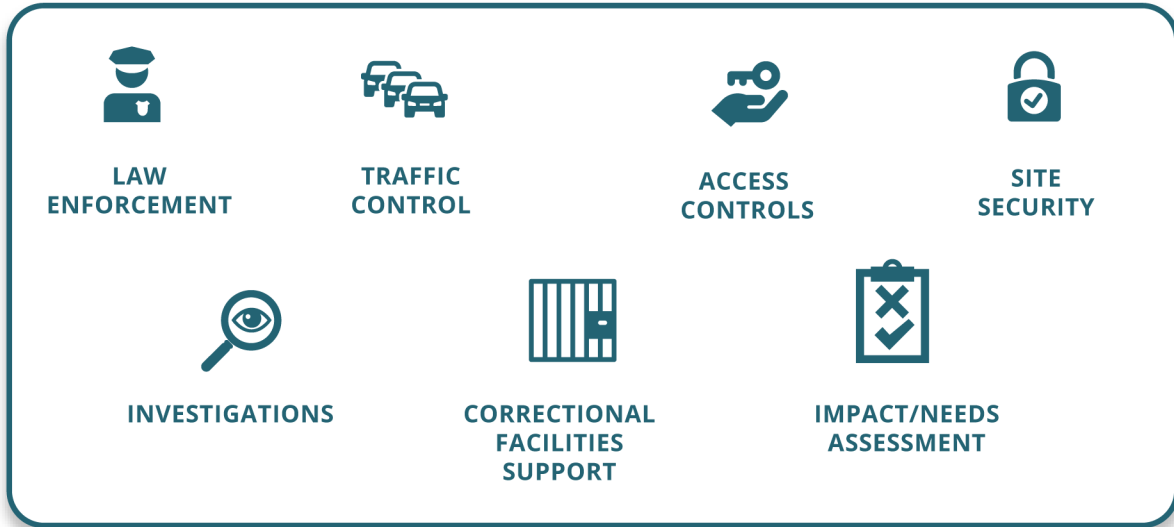 LAW
ENFORCEMENT
TRAFFIC
CONTROL
ACCESS
CONTROLS
SITE
SECURITY
INVESTIGATIONS
CORRECTIONAL
FACILITIES
SUPPORT
IMPACT/NEEDS
ASSESSMENT